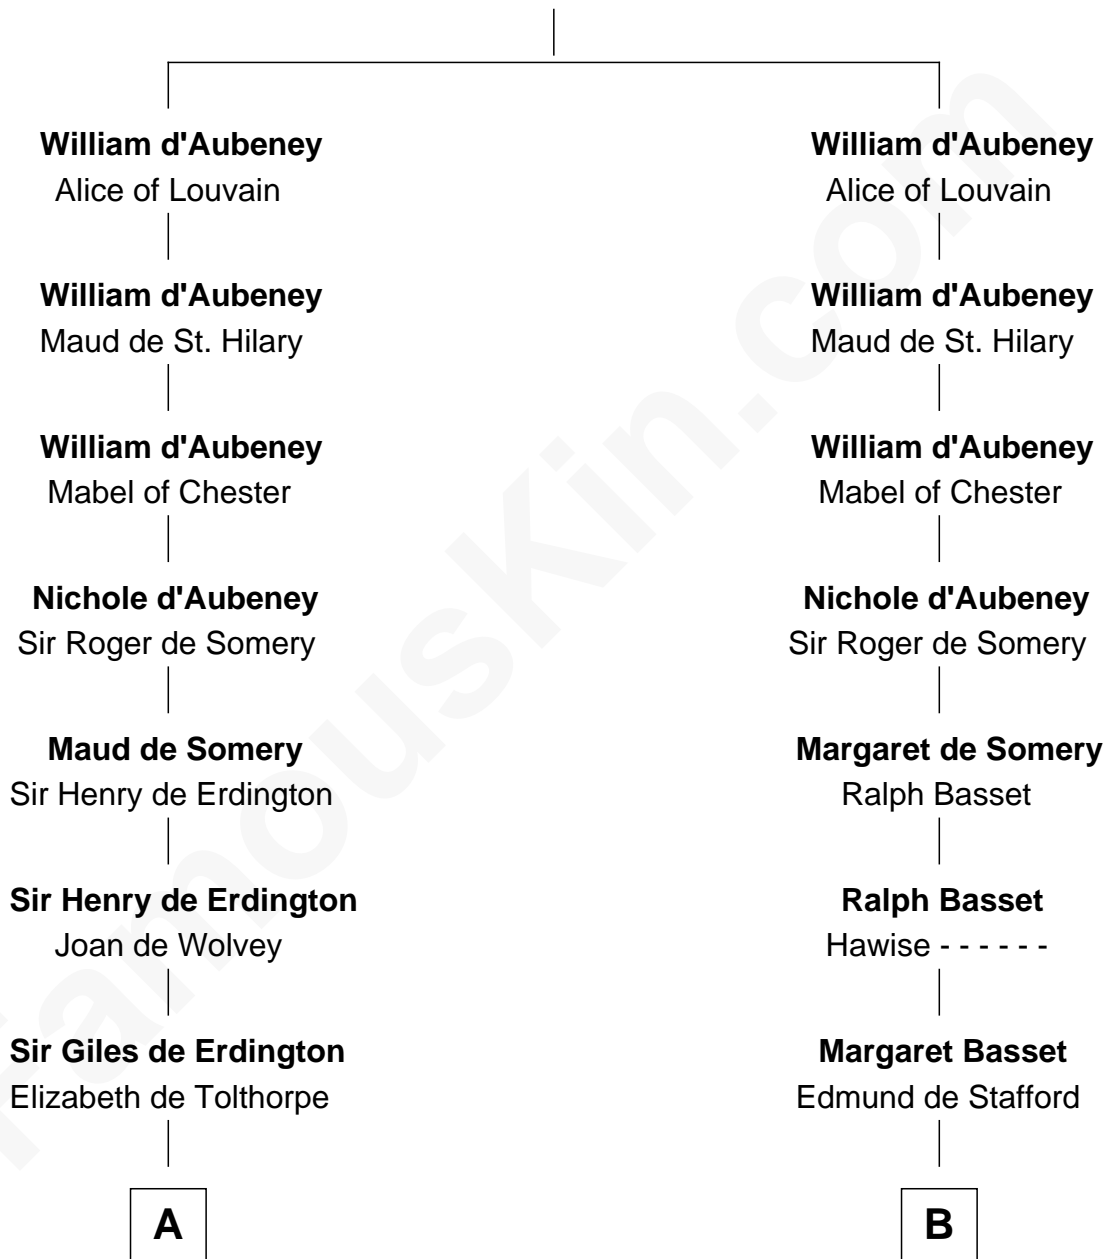 William d'Aubeney
Alice of Louvain
William d'Aubeney
Maud de St. Hilary
William d'Aubeney
Mabel of Chester
Nichole d'Aubeney
Sir Roger de Somery
Maud de Somery
Sir Henry de Erdington
Sir Henry de Erdington
Joan de Wolvey
Sir Giles de Erdington
Elizabeth de Tolthorpe
A
William d'Aubeney
Alice of Louvain
William d'Aubeney
Maud de St. Hilary
William d'Aubeney
Mabel of Chester
Nichole d'Aubeney
Sir Roger de Somery
Margaret de Somery
Ralph Basset
Ralph Basset
Hawise - - - - - -
Margaret Basset
Edmund de Stafford
B
FamousKin.com